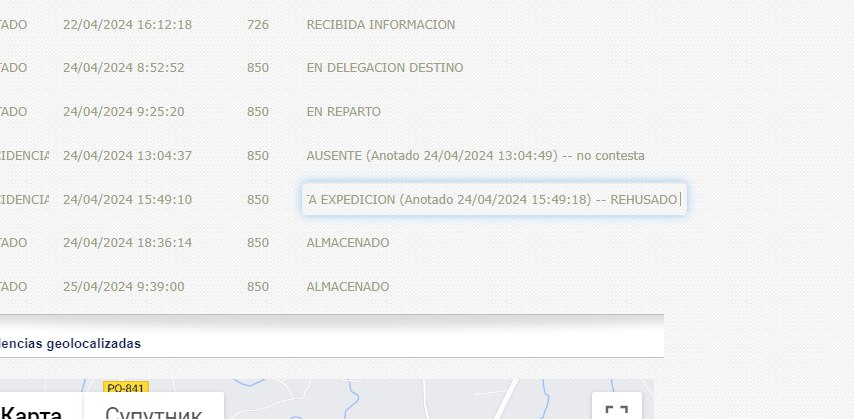 TADO 22/04/2024 16:12:18 726 RECIBIDA INFORMACION
TADO 24/04/2024 8:52:52 850 EN DELEGACION DESTINO
TADO 24/04/2024 9:25:20 850 EN REPARTO
CIDENCIA 24/04/2024 13:04:37 850 AUSENTE (Anotado 24/04/2024 13:04:49) -- no contesta
CIDENCIA 24/04/2024 15:49:10 850 TA EXPEDICION (Anotado 24/04/2024 15:49:18) -- REHUSADO
TADO 24/04/2024 18:36:14 850 ALMACENADO
TADO 25/04/2024 9:39:00 850 ALMACENADO
dencias geolocalizadas
PO-841
Карта Спутник